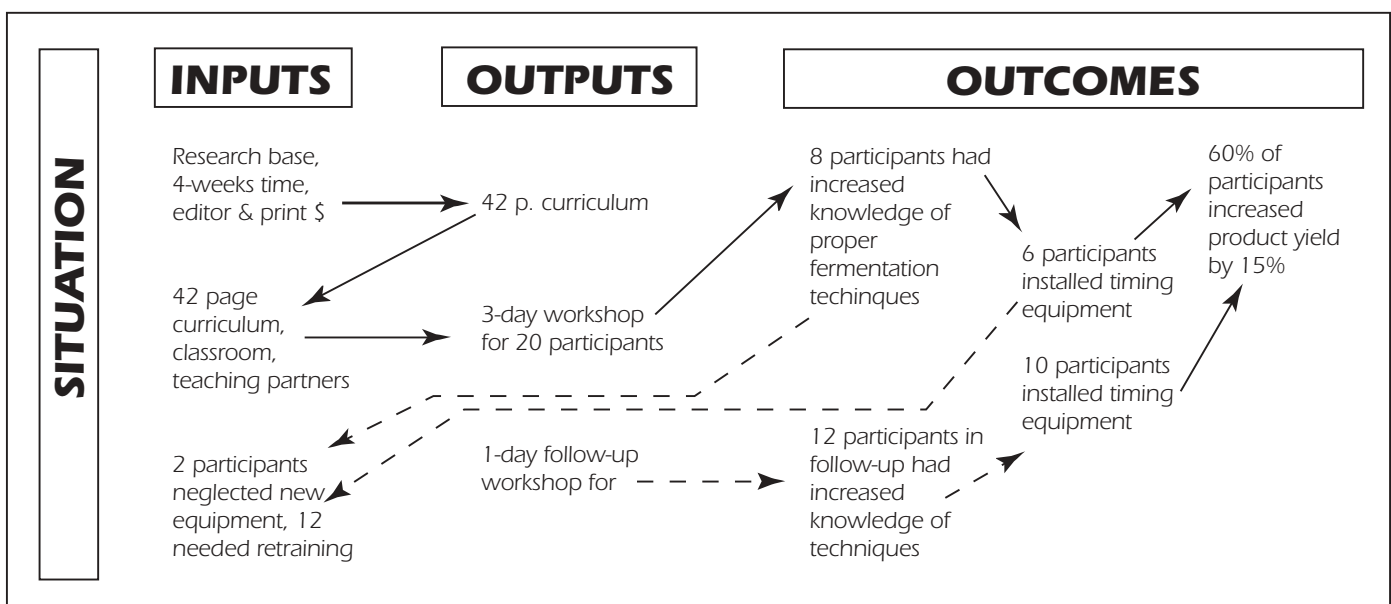 SITUATION
INPUTS
OUTPUTS
OUTCOMES
Research base,
4-weeks time,
editor & print $
42 p. curriculum
42 page
curriculum,
classroom,
teaching partners
3-day workshop
for 20 participants
8 participants had
increased
knowledge of
proper
fermentation
techinques
6 participants
installed timing
equipment
60% of
participants
increased
product yield
by 15%
10 participants
installed timing
equipment
2 participants
neglected new
equipment, 12
needed retraining
1-day follow-up
workshop for
12 participants in
follow-up had
increased
knowledge of
techniques